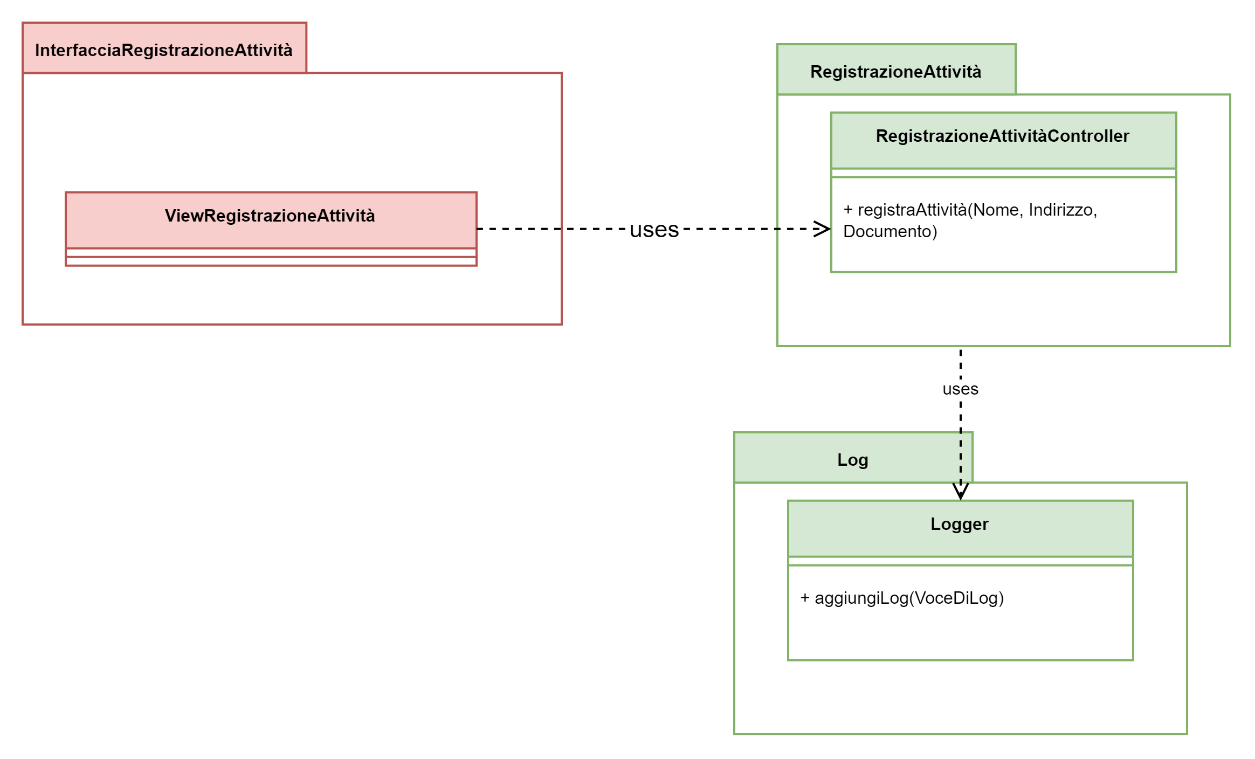 InterfacciaRegistrazioneAttività
RegistrazioneAttività
RegistrazioneAttivitàController
ViewRegistrazioneAttività
+ registraAttività(Nome, Indirizzo,
Documento)
uses
uses
Log
Logger
+ aggiungiLog(VoceDiLog)